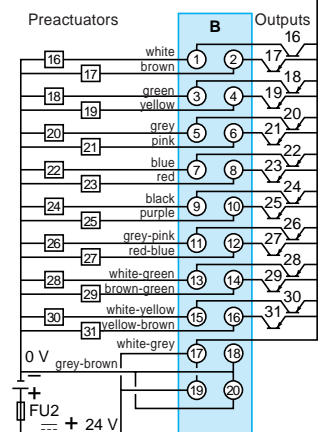 Preactuators B Outputs
16 white 1 2 16
17 brown 17
18 green 3 4 18
19 yellow 19
20 grey 5 6 20
21 pink 21
22 blue 7 8 22
23 red 23
24 black 9 10 24
25 purple 25
26 grey-pink 11 12 26
27 red-blue 27
28 white-green 13 14 28
29 brown-green 29
30 white-yellow 15 16 30
31 yellow-brown 31
white-grey 17 18
0 V
– grey-brown
+ 19 20
FU2
+ 24 V